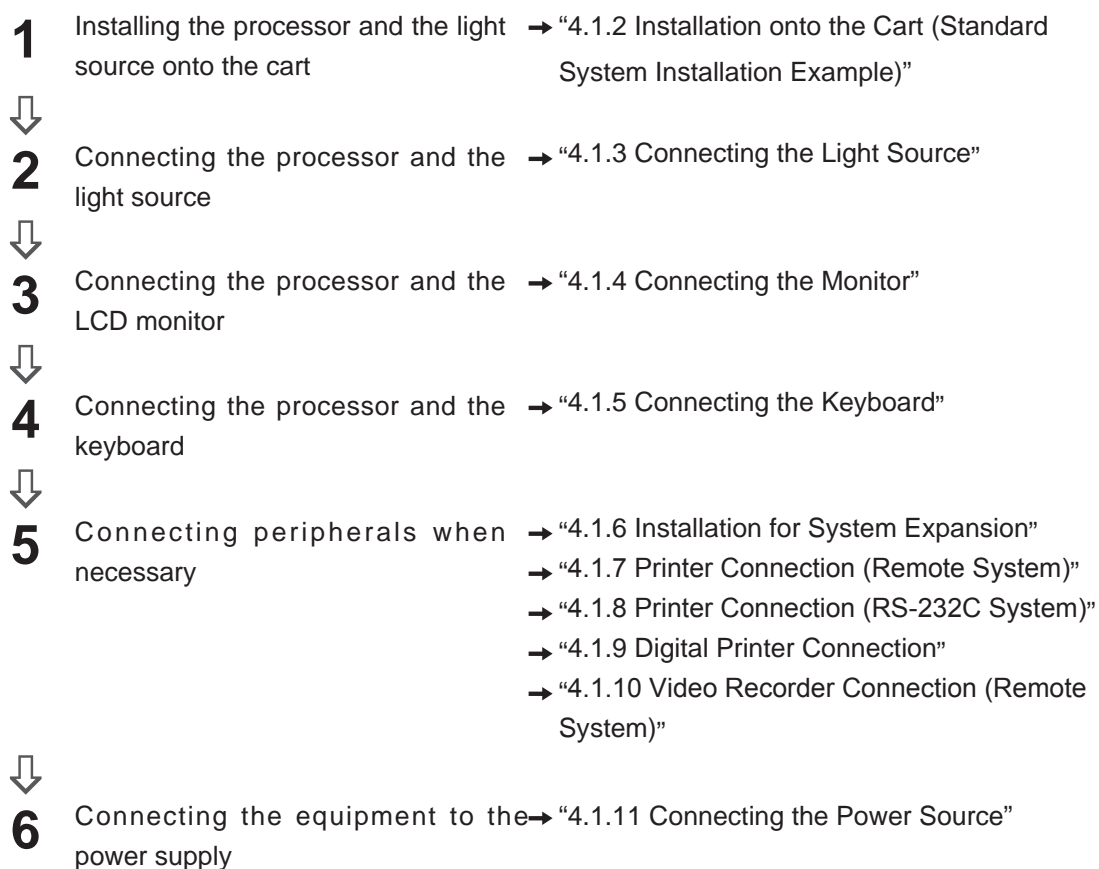 1
Installing the processor and the light
source onto the cart
→ “4.1.2 Installation onto the Cart (Standard
System Installation Example)”
2
Connecting the processor and the
light source
→ “4.1.3 Connecting the Light Source”
3
Connecting the processor and the
LCD monitor
→ “4.1.4 Connecting the Monitor”
4
Connecting the processor and the
keyboard
→ “4.1.5 Connecting the Keyboard”
5
Connecting peripherals when
necessary
→ “4.1.6 Installation for System Expansion”
→ “4.1.7 Printer Connection (Remote System)”
→ “4.1.8 Printer Connection (RS-232C System)”
→ “4.1.9 Digital Printer Connection”
→ “4.1.10 Video Recorder Connection (Remote
System)”
6
Connecting the equipment to the
power supply
→ “4.1.11 Connecting the Power Source”